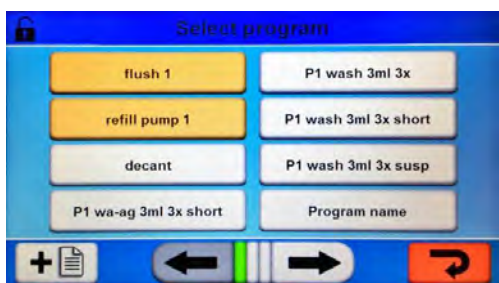 Select program
flush 1
P1 wash 3ml 3x
refill pump 1
P1 wash 3ml 3x short
decant
P1 wash 3ml 3x susp
P1 wa-ag 3ml 3x short
Program name